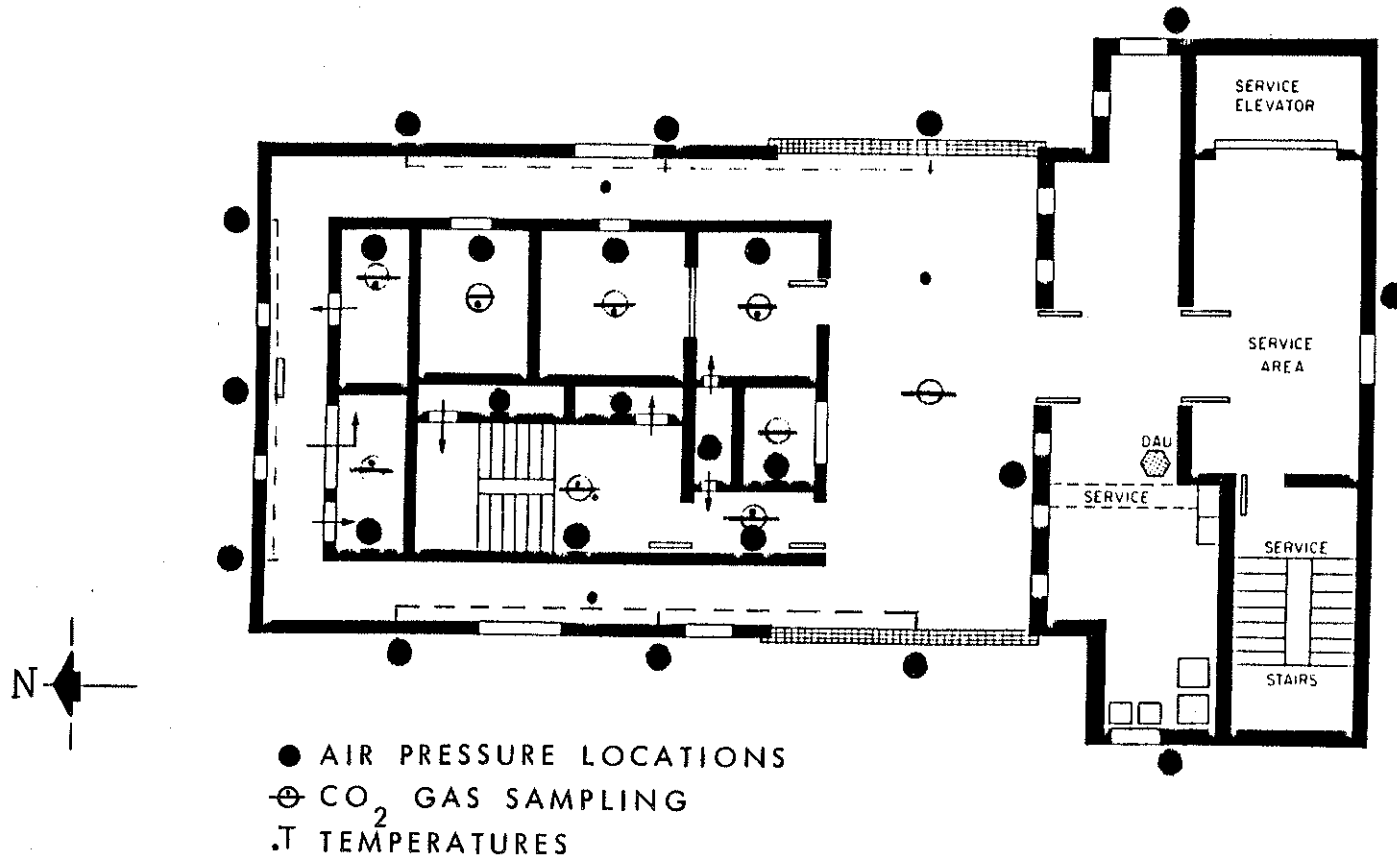 SERVICE
ELEVATOR
SERVICE
AREA
DAU
SERVICE
SERVICE
STAIRS
N
● AIR PRESSURE LOCATIONS
CO₂ GAS SAMPLING
.T TEMPERATURES